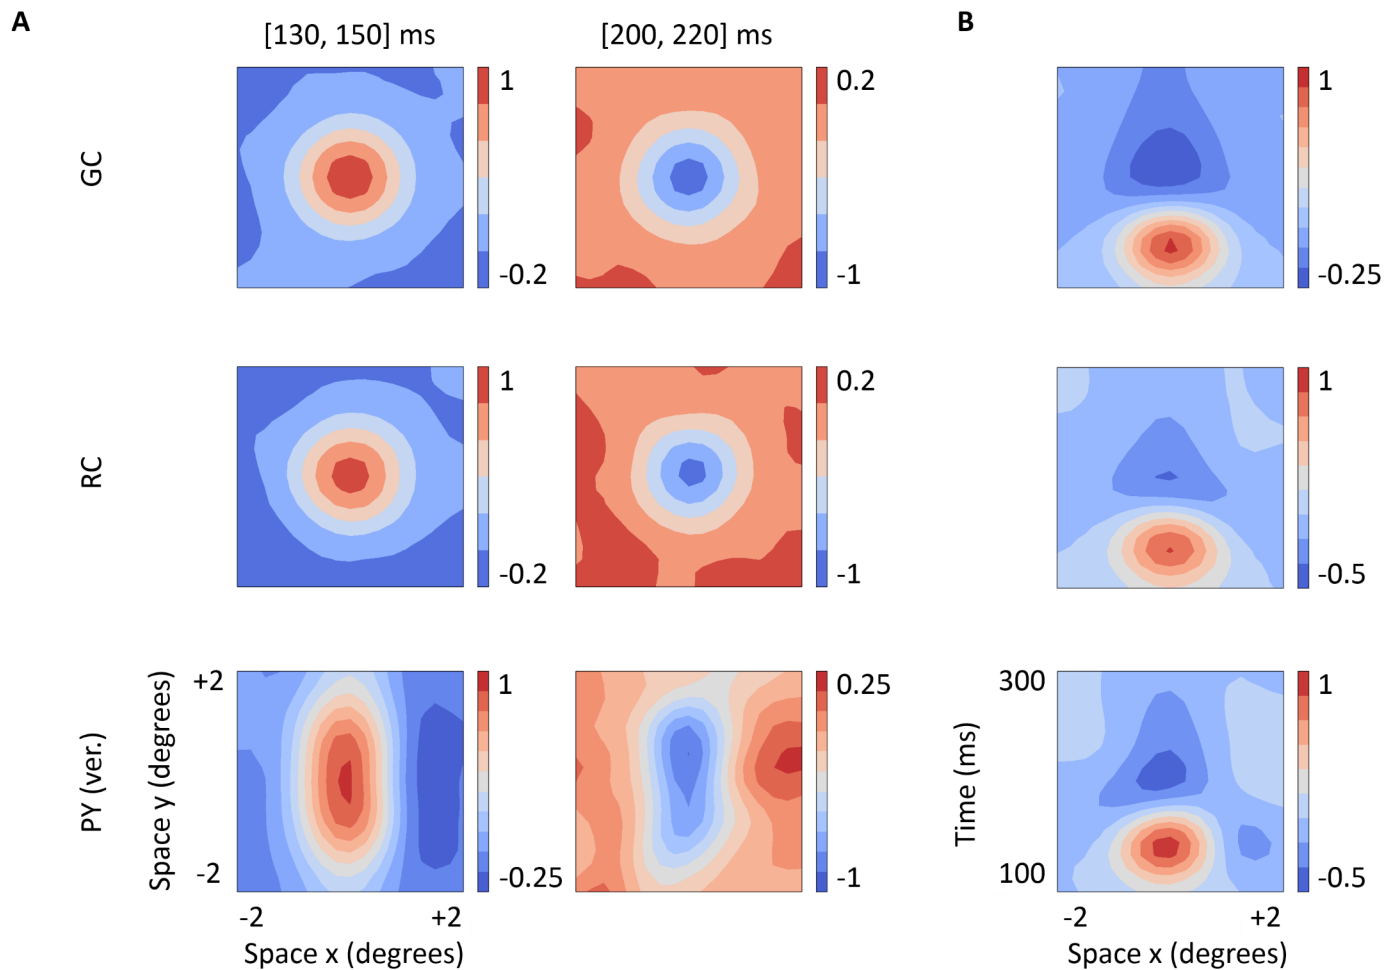 A
B
[130, 150] ms
[200, 220] ms
GC
1
-0.2
0.2
-1
1
-0.25
RC
1
-0.2
0.2
-1
1
-0.5
PY (ver.)
Space y (degrees)
+2
-2
1
-0.25
0.25
-1
Time (ms)
300
100
1
-0.5
-2
+2
Space x (degrees)
-2
+2
Space x (degrees)